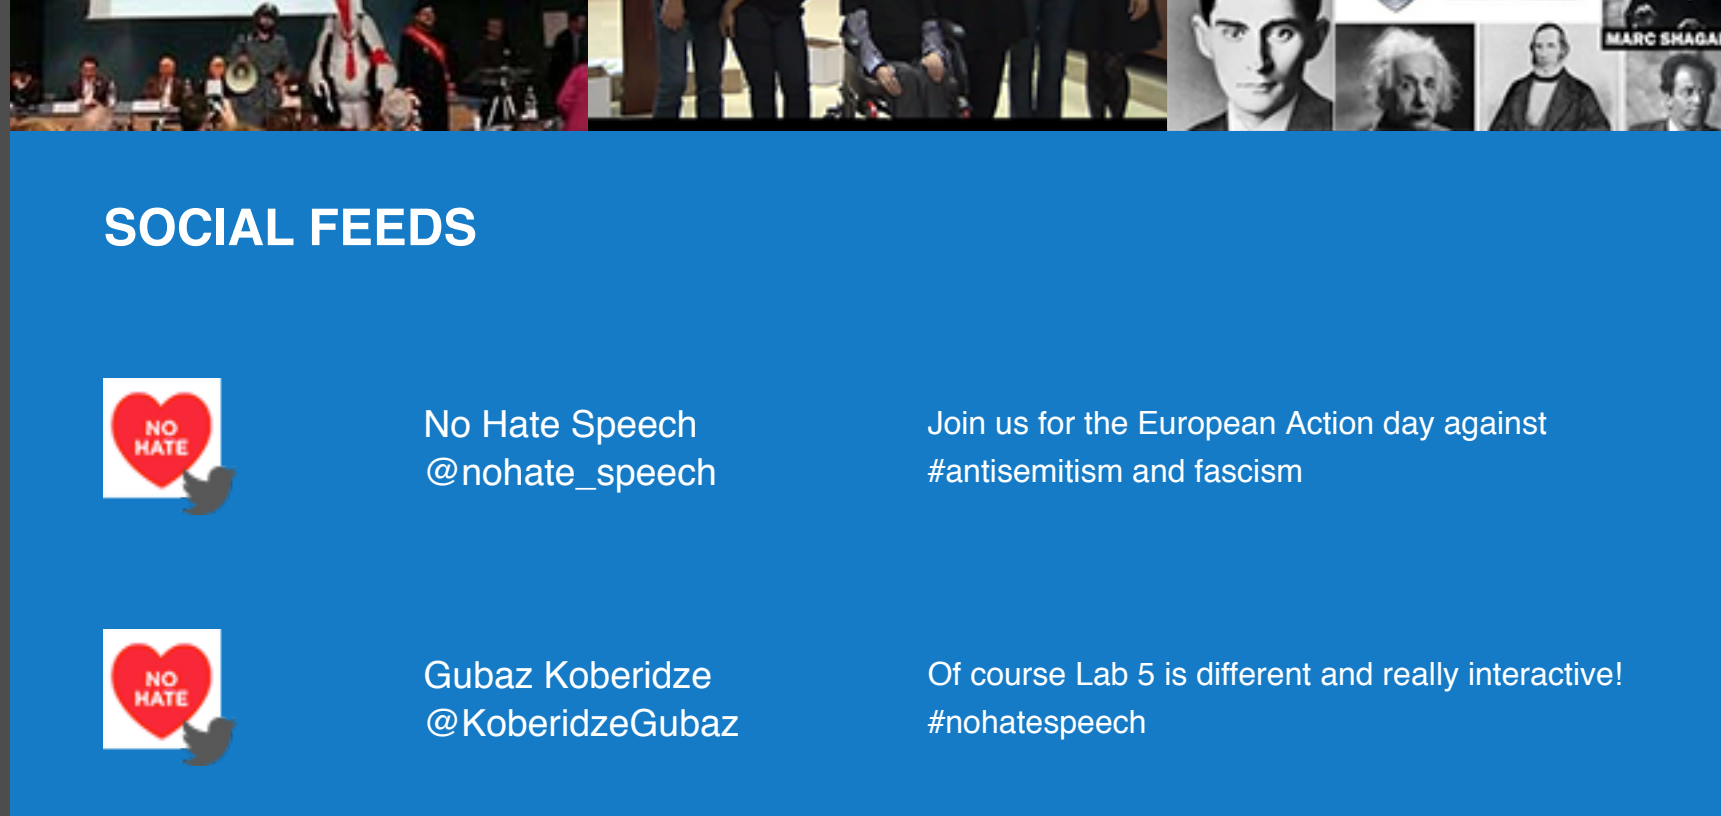 MARC SHAGAL
SOCIAL FEEDS
NO
HATE
No Hate Speech
@nohate_speech
Join us for the European Action day against
#antisemitism and fascism
NO
HATE
Gubaz Koberidze
@KoberidzeGubaz
Of course Lab 5 is different and really interactive!
#nohatespeech